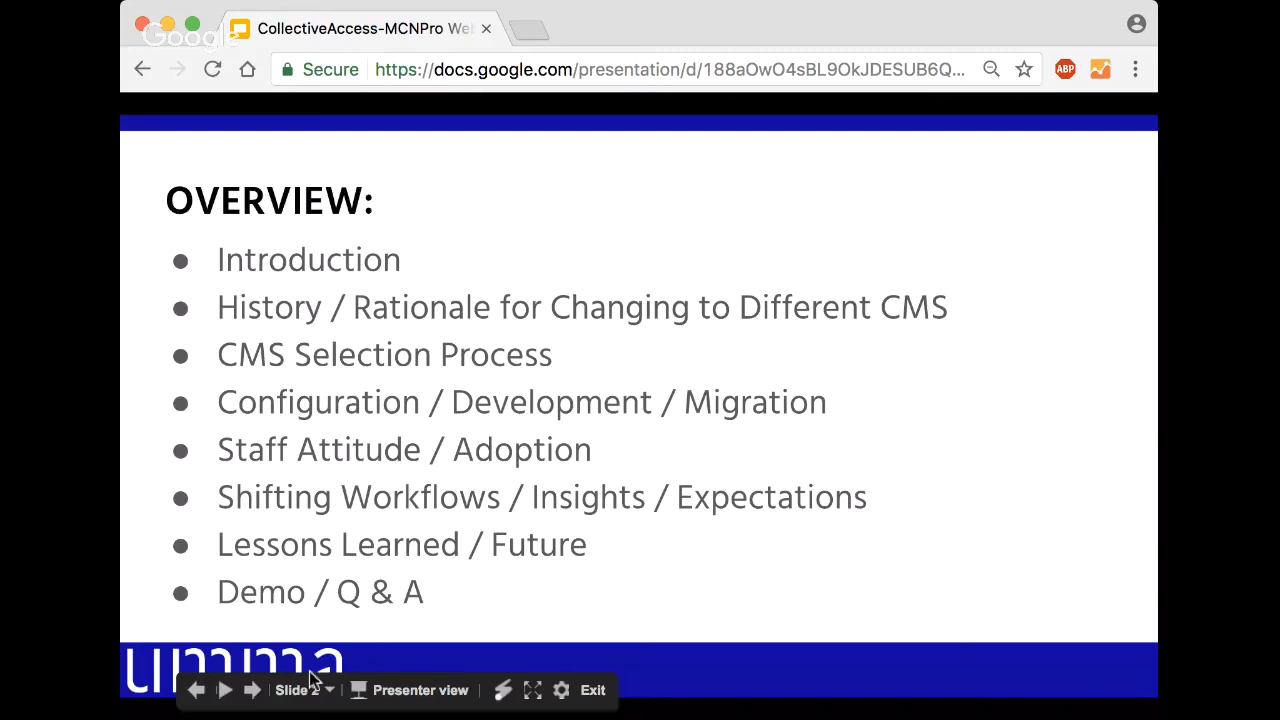 Google
CollectiveAccess-MCNPro We
Secure
https://docs.google.com/presentation/d/188aOwO4sBL9OkJDESUB6Q...
ABP
OVERVIEW:
● Introduction
● History / Rationale for Changing to Different CMS
● CMS Selection Process
● Configuration / Development / Migration
● Staff Attitude / Adoption
● Shifting Workflows / Insights / Expectations
● Lessons Learned / Future
● Demo / Q & A
Slide 2
Presenter view
Exit